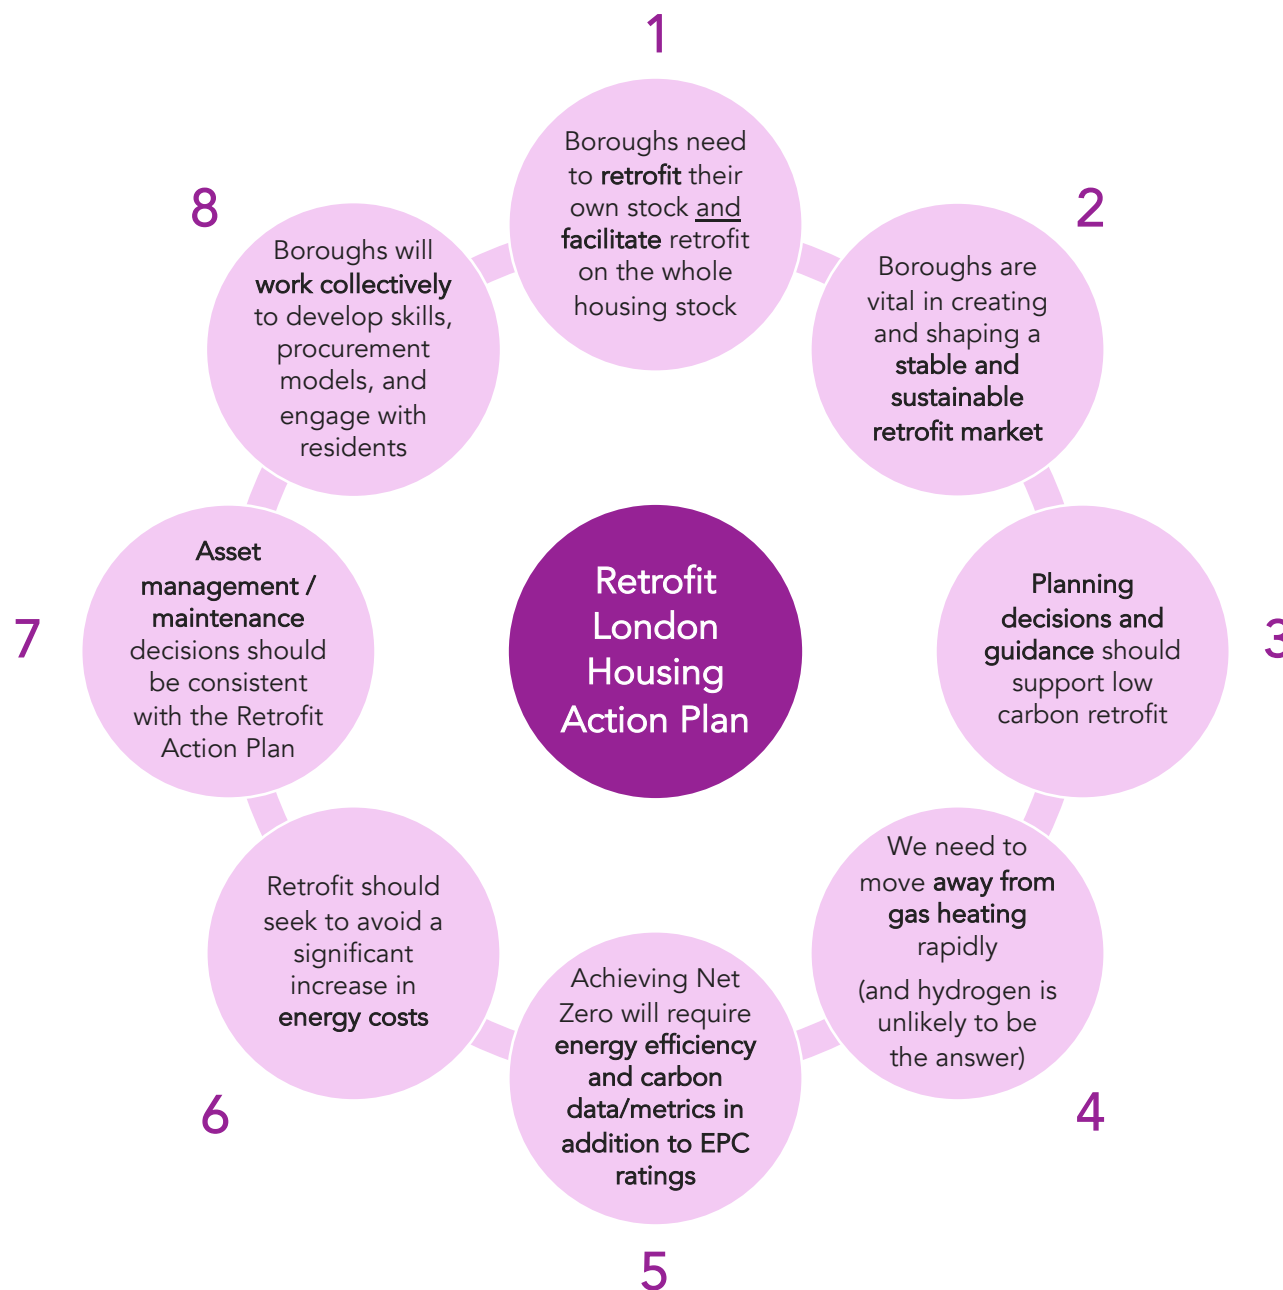 1
Boroughs need
to retrofit their
own stock and
facilitate retrofit
on the whole
housing stock
2
Boroughs are
vital in creating
and shaping a
stable and
sustainable
retrofit market
3
Planning
decisions and
guidance should
support low
carbon retrofit
4
We need to
move away from
gas heating
rapidly
(and hydrogen is
unlikely to be
the answer)
5
Achieving Net
Zero will require
energy efficiency
and carbon
data/metrics in
addition to EPC
ratings
6
Retrofit should
seek to avoid a
significant
increase in
energy costs
7
Asset
management /
maintenance
decisions should
be consistent
with the Retrofit
Action Plan
8
Boroughs will
work collectively
to develop skills,
procurement
models, and
engage with
residents
Retrofit
London
Housing
Action Plan